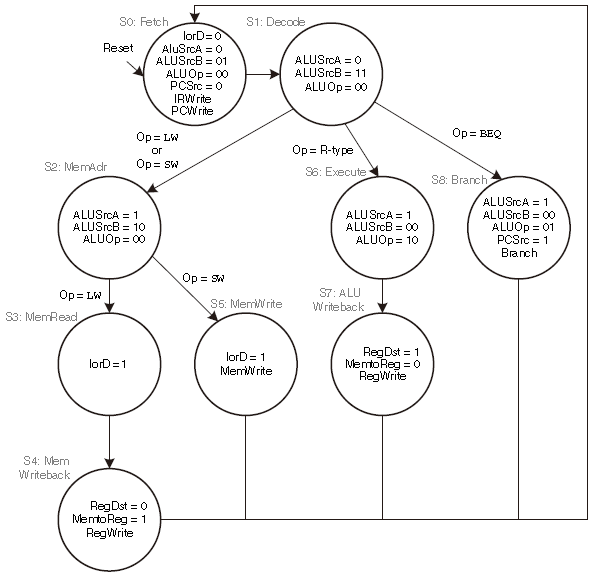 S0: Fetch
S1: Decode
Reset
IorD = 0
AluSrcA = 0
ALUSrcB = 01
ALUOp = 00
PCSrc = 0
IRWrite
PCWrite
ALUSrcA = 0
ALUSrcB = 11
ALUOp = 00
Op = LW
or
Op = SW
Op = R-type
Op = BEQ
S2: MemAdr
S6: Execute
S8: Branch
ALUSrcA = 1
ALUSrcB = 10
ALUOp = 00
ALUSrcA = 1
ALUSrcB = 00
ALUOp = 10
ALUSrcA = 1
ALUSrcB = 00
ALUOp = 01
PCSrc = 1
Branch
Op = LW
Op = SW
S3: MemRead
S5: MemWrite
S7: ALU
Writeback
IorD = 1
IorD = 1
MemWrite
RegDst = 1
MemtoReg = 0
RegWrite
S4: Mem
Writeback
RegDst = 0
MemtoReg = 1
RegWrite